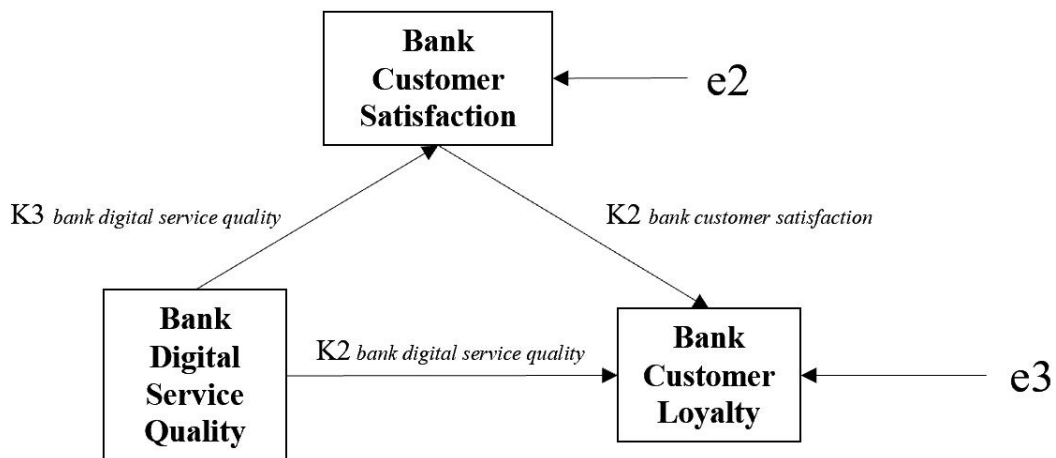 Bank
Customer
Satisfaction
e2
K3 bank digital service quality
K2 bank customer satisfaction
Bank
Digital
Service
Quality
K2 bank digital service quality
Bank
Customer
Loyalty
e3